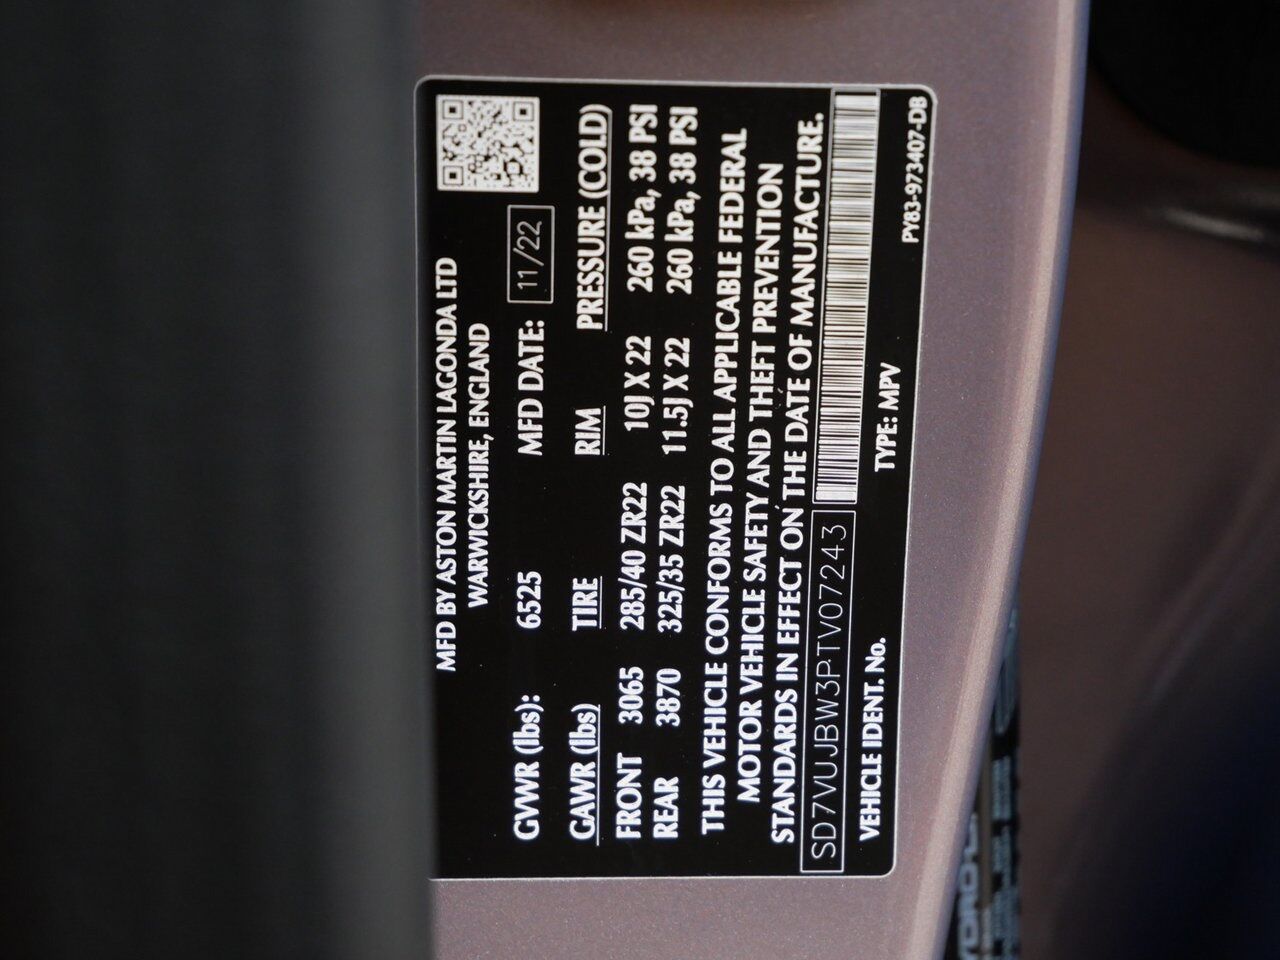 MFD BY ASTON MARTIN LAGONDA LTD
WARWICKSHIRE, ENGLAND
GVWR (lbs): 6525 MFD DATE: 11/22
GAWR (lbs) TIRE RIM PRESSURE (COLD)
FRONT 3065 285/40 ZR22 10J X 22 260 kPa, 38 PSI
REAR 3870 325/35 ZR22 11.5J X 22 260 kPa, 38 PSI
THIS VEHICLE CONFORMS TO ALL APPLICABLE FEDERAL
MOTOR VEHICLE SAFETY AND THEFT PREVENTION
STANDARDS IN EFFECT ON THE DATE OF MANUFACTURE.
SD7VUJBW3PTV07243
VEHICLE IDENT. No. TYPE: MPV
PY83-973407-DB